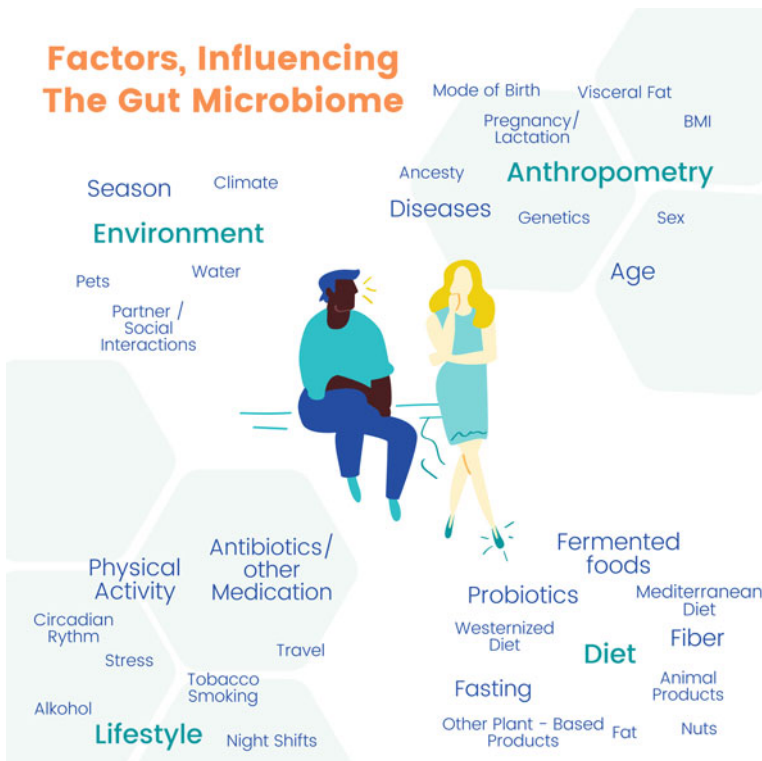 Factors, Influencing
The Gut Microbiome
Mode of Birth
Visceral Fat
Pregnancy/
Lactation
BMI
Ancesty
Anthropometry
Diseases
Genetics
Sex
Age
Season
Climate
Environment
Pets
Water
Partner /
Social
Interactions
Physical
Activity
Antibiotics/
other
Medication
Circadian
Rythm
Stress
Travel
Tobacco
Smoking
Alkohol
Lifestyle
Night Shifts
Fermented
foods
Probiotics
Mediterranean
Diet
Westernized
Diet
Diet
Fiber
Fasting
Animal
Products
Other Plant - Based
Products
Fat
Nuts